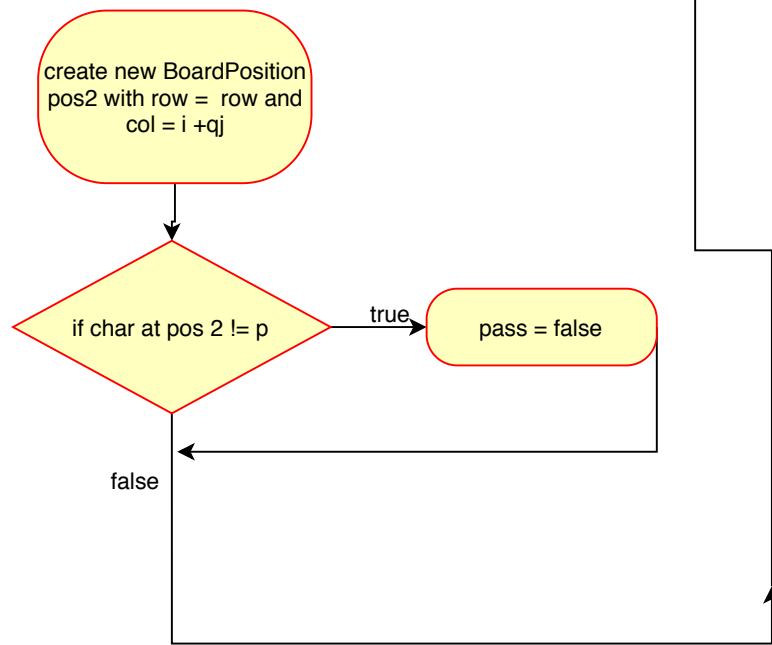 create new BoardPosition
pos2 with row =  row and
col = i +qj
if char at pos 2 != p
true
pass = false
false